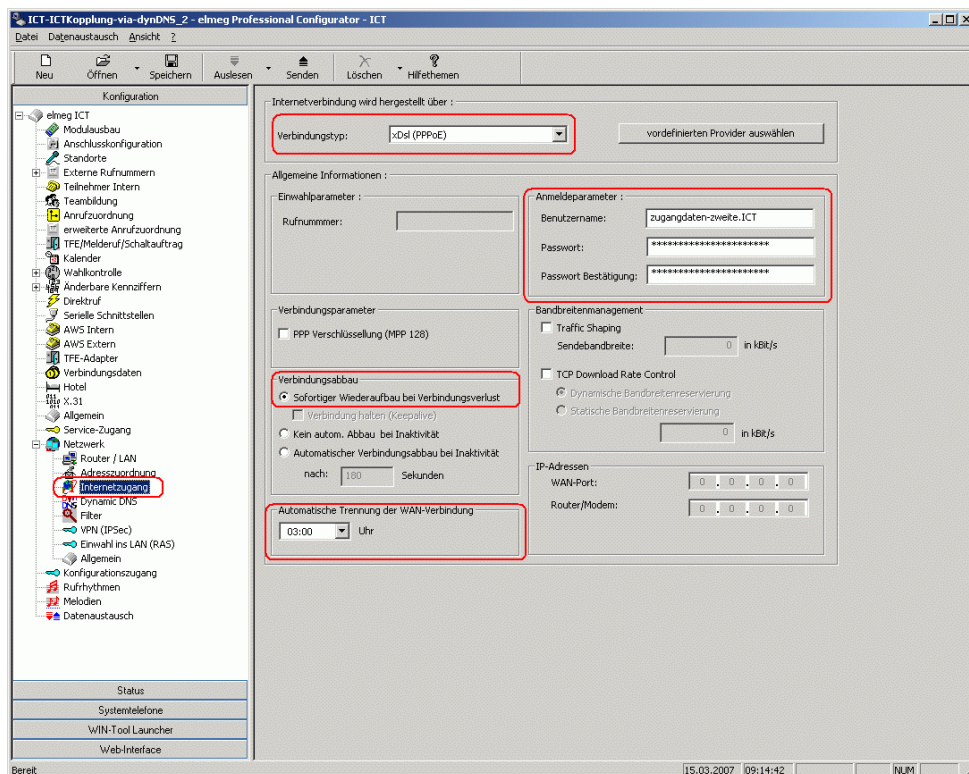 ICT-ICTKopplung-via-dynDNS_2 - elmeg Professional Configurator - ICT
Datei Datenaustausch Ansicht ?
Neu Öffnen Speichern Auslesen Senden Löschen Hilfethemen
Konfiguration
elmeg ICT
Modulausbau
Anschlusskonfiguration
Standorte
Externe Rufnummern
Teilnehmer Intern
Teambildung
Anrufzuordnung
erweiterte Anrufzuordnung
TFE/Melderuf/Schaltauftrag
Kalender
Wahlkontrolle
Änderbare Kennziffern
Direktruf
Serielle Schnittstellen
AWS Intern
AWS Extern
TFE-Adapter
Verbindungsdaten
Hotel
X.31
Allgemein
Service-Zugang
Netzwerk
Router / LAN
Adresszuordnung
Internetzugang
Dynamic DNS
Filter
VPN (IPSec)
Einwahl ins LAN (RAS)
Allgemein
Konfigurationszugang
Rufrhythmen
Melodien
Datenaustausch
Status
Systemtelefone
WIN-Tool Launcher
Web-Interface
Internetverbindung wird hergestellt über :
Verbindungstyp: xDsl (PPPoE)
vordefinierten Provider auswählen
Allgemeine Informationen :
Einwahlparameter :
Rufnummmer:
Anmeldeparameter :
Benutzername: zugangdaten-zweite.ICT
Passwort: **********************
Passwort Bestätigung: **********************
Verbindungsparameter
PPP Verschlüssellung (MPP 128)
Bandbreitenmanagement
Traffic Shaping
Sendebandbreite: 0 in kBit/s
TCP Download Rate Control
Dynamische Bandbreitenreservierung
Statische Bandbreitenreservierung
0 in kBit/s
Verbindungsabbau
Sofortiger Wiederaufbau bei Verbindungsverlust
Verbindung halten (Keepalive)
Kein autom. Abbau bei Inaktivität
Automatischer Verbindungsabbau bei Inaktivität
nach: 180 Sekunden
IP-Adressen
WAN-Port: 0 . 0 . 0 . 0
Router/Modem: 0 . 0 . 0 . 0
Automatische Trennung der WAN-Verbindung
03:00 Uhr
Bereit
15.03.2007 09:14:42 NUM